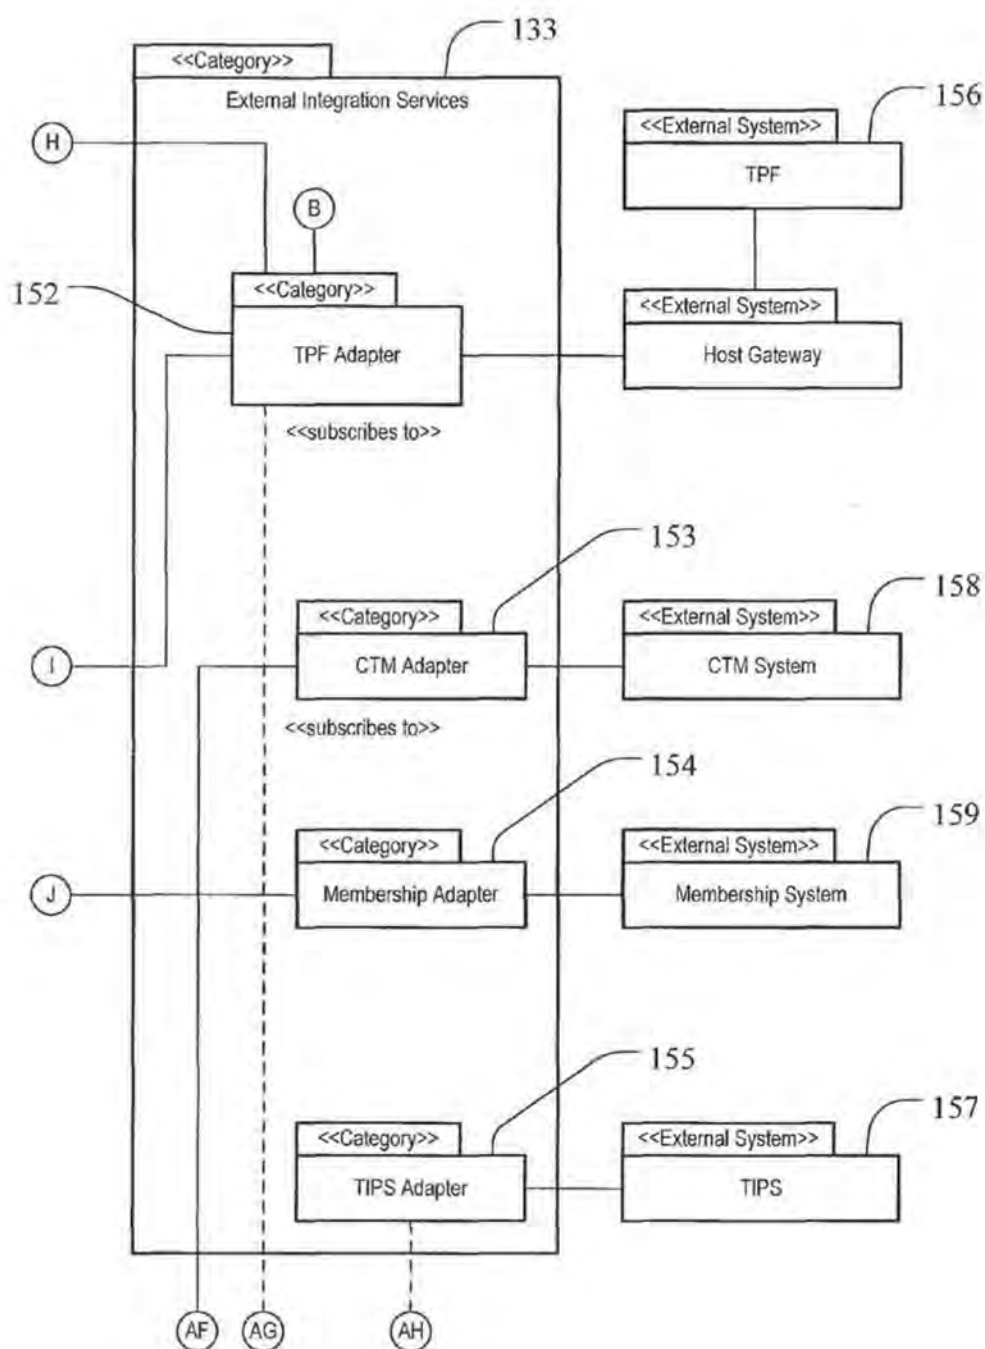 133
<<Category>>
External Integration Services
156
<<External System>>
TPF
H
B
152
<<Category>>
TPF Adapter
<<External System>>
Host Gateway
<<subscribes to>>
153
158
<<Category>>
CTM Adapter
<<External System>>
CTM System
I
<<subscribes to>>
154
159
<<Category>>
Membership Adapter
<<External System>>
Membership System
J
155
157
<<Category>>
TIPS Adapter
<<External System>>
TIPS
AF
AG
AH